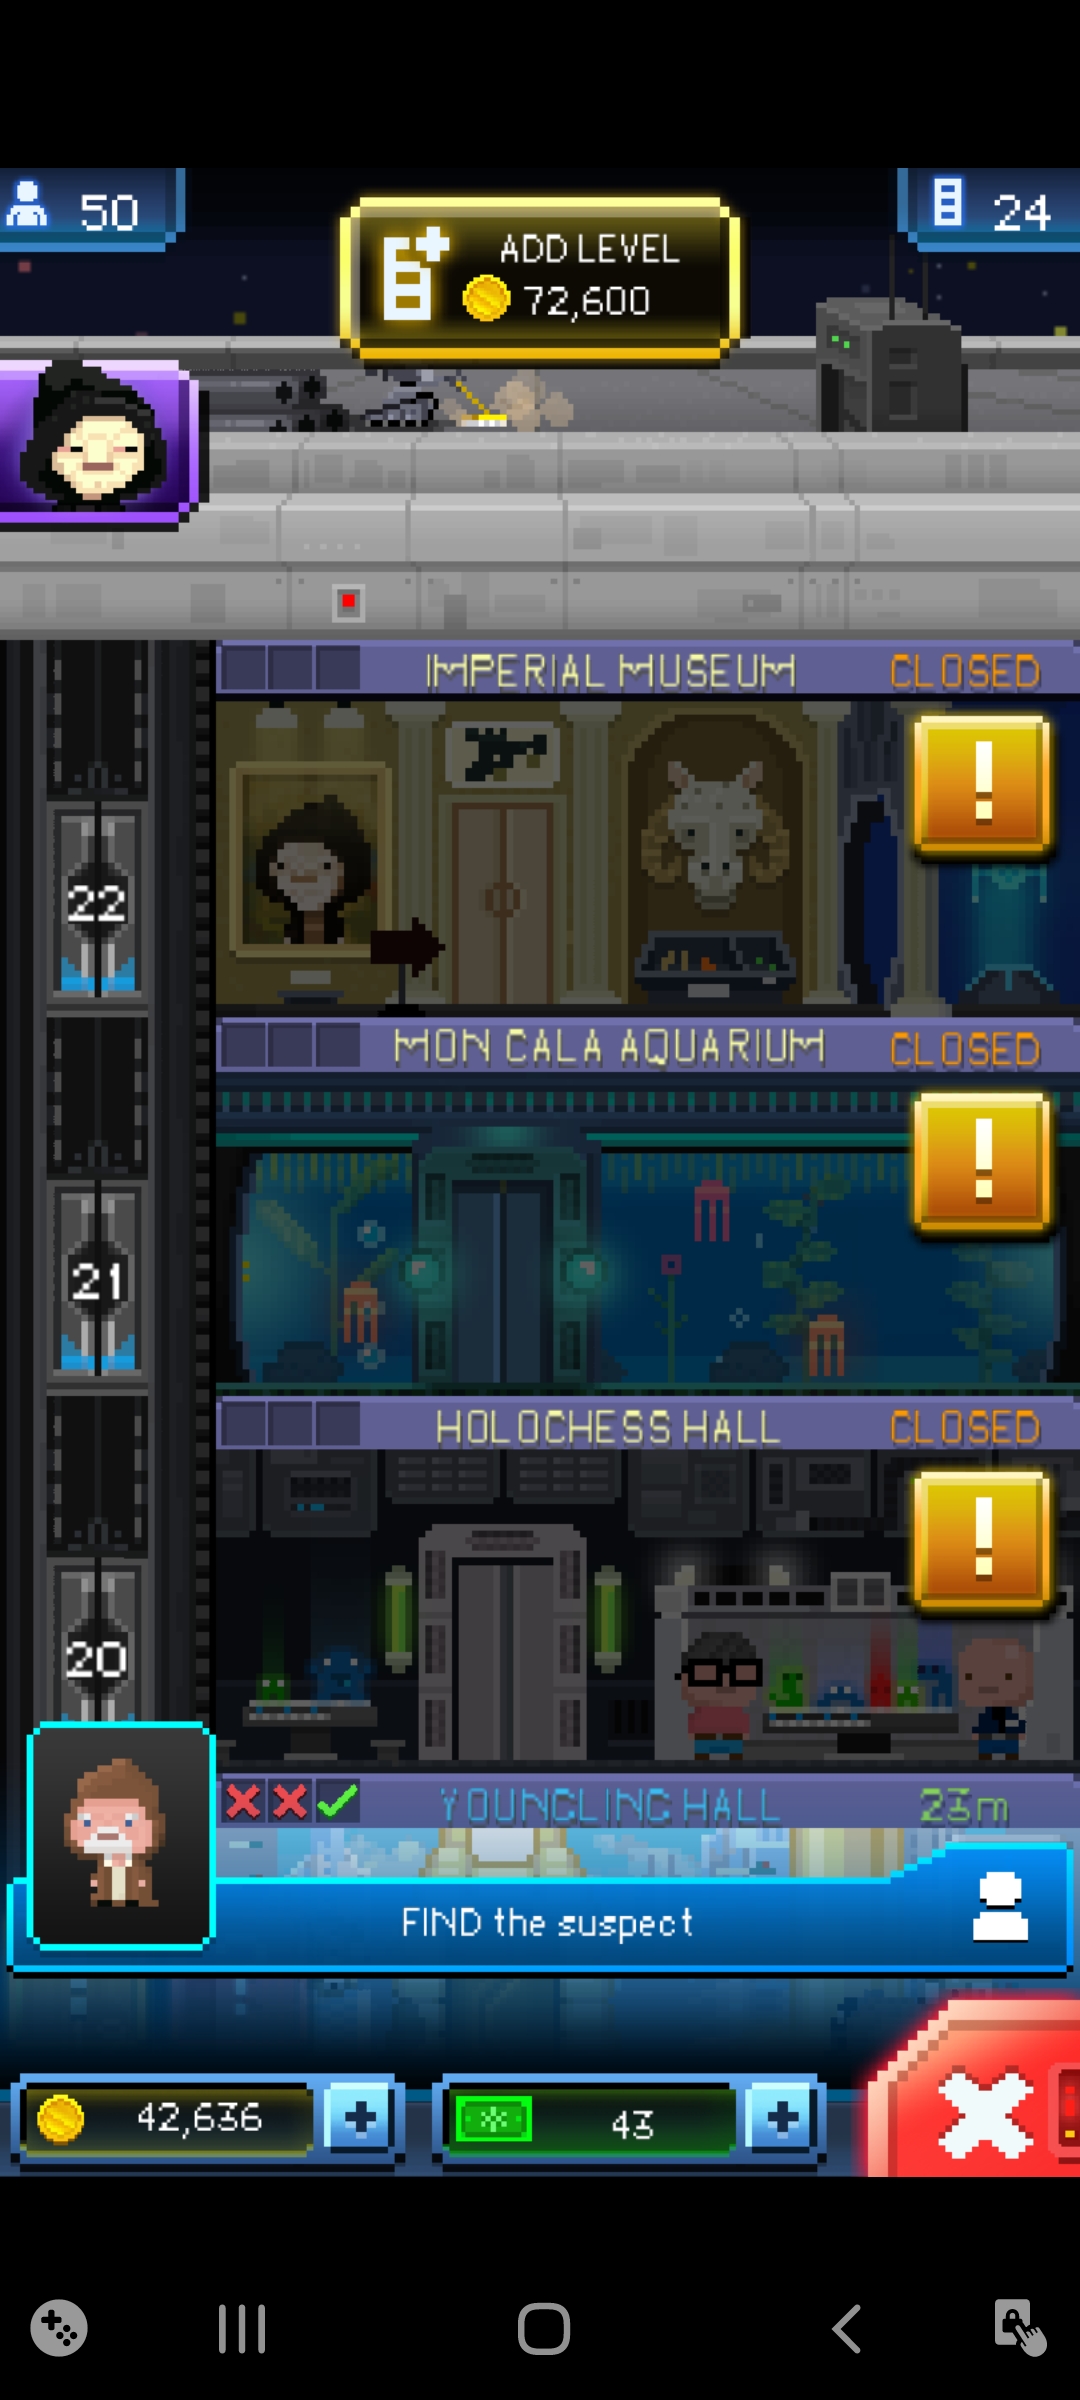 50
ADD LEVEL
72,600
24
IMPERIAL MUSEUM CLOSED
!
22
MON CALA AQUARIUM CLOSED
!
21
HOLOCHESS HALL CLOSED
!
20
YOUNGLING HALL 23m
FIND the suspect
42,636 +
43 +